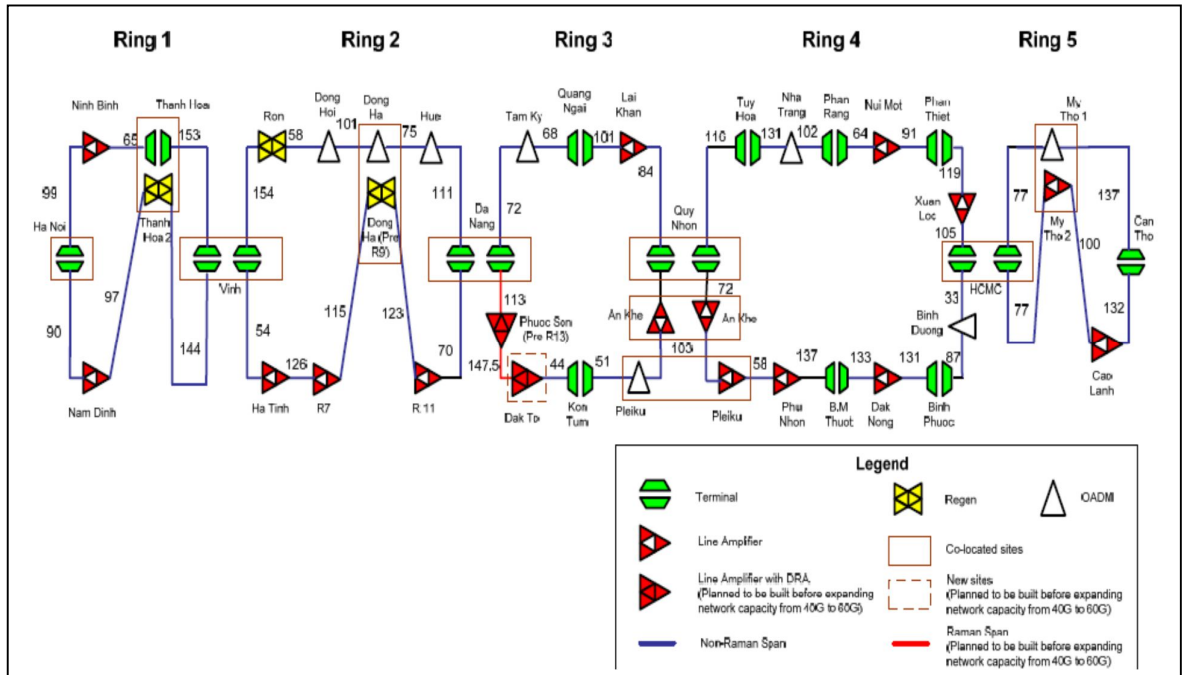 Ring 1
Ring 2
Ring 3
Ring 4
Ring 5
Ninh Binh
Thanh Hoa
65
153
99
Ha Noi
Thanh
Hoa 2
97
90
144
Nam Dinh
Vinh
Ron
58
Dong
Hoi
101
Dong
Ha
75
Hue
154
111
Dong
Ha (Pre
R9)
115
123
54
126
70
Ha Tinh
R7
R11
Da
Nang
Tam Ky
68
Quang
Ngai
101
Lai
Khan
84
72
113
Phuoc Son
(Pre R13)
147.5
44
51
Dak To
Kon
Tum
Pleiku
103
An Khe
Quy
Nhon
An Khe
72
110
Tuy
Hoa
131
Nha
Trang
102
Phan
Rang
64
Nui Mot
91
Phan
Thiet
119
Xuan
Loc
105
HCMC
33
Binh
Duong
58
137
133
131
87
Pleiku
Phu
Nhon
B.M
Thuot
Dak
Nong
Binh
Phuoc
My
Tho 1
77
137
My
Tho 2
100
Can
Tho
77
132
Cao
Lanh
Legend
Terminal
Regen
OADM
Line Amplifier
Co-located sites
Line Amplifier with DRA,
(Planned to be built before expanding
network capacity from 40G to 60G)
New sites
(Planned to be built before expanding
network capacity from 40G to 60G)
Non-Raman Span
Raman Span
(Planned to be built before expanding
network capacity from 40G to 60G)